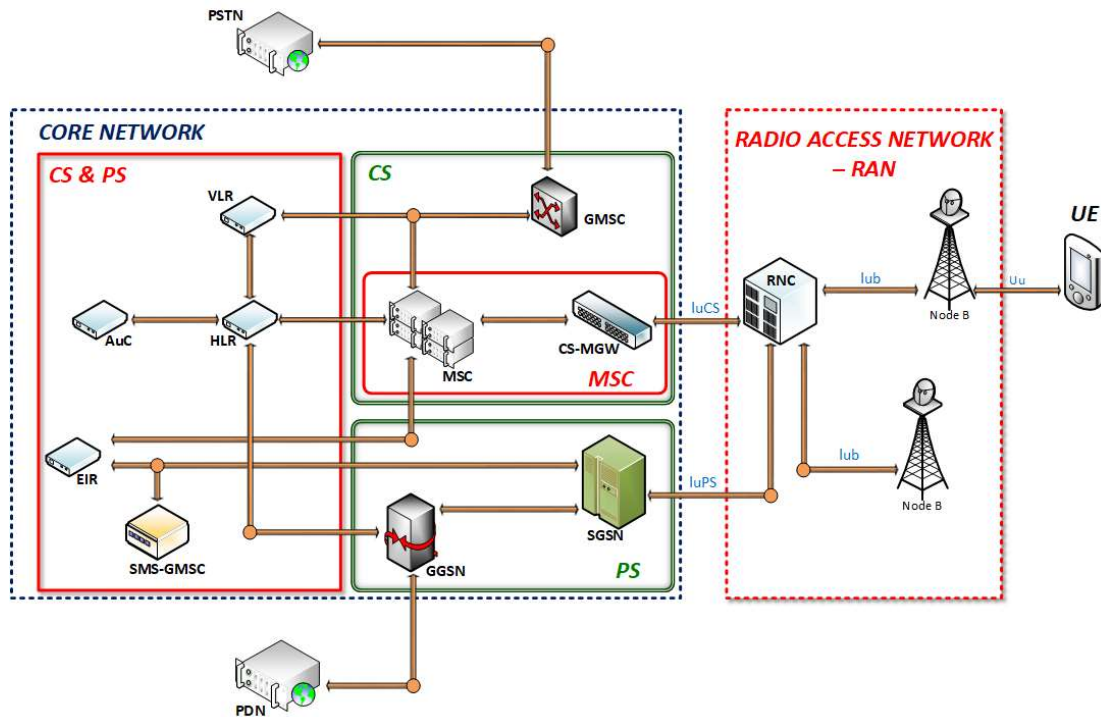 PSTN
CORE NETWORK
RADIO ACCESS NETWORK
– RAN
CS & PS
CS
VLR
GMSC
UE
RNC
Iub
Uu
Node B
IuCS
AuC
HLR
MSC
CS-MGW
MSC
EIR
SMS-GMSC
GGSN
SGSN
PS
IuPS
Iub
Node B
PDN